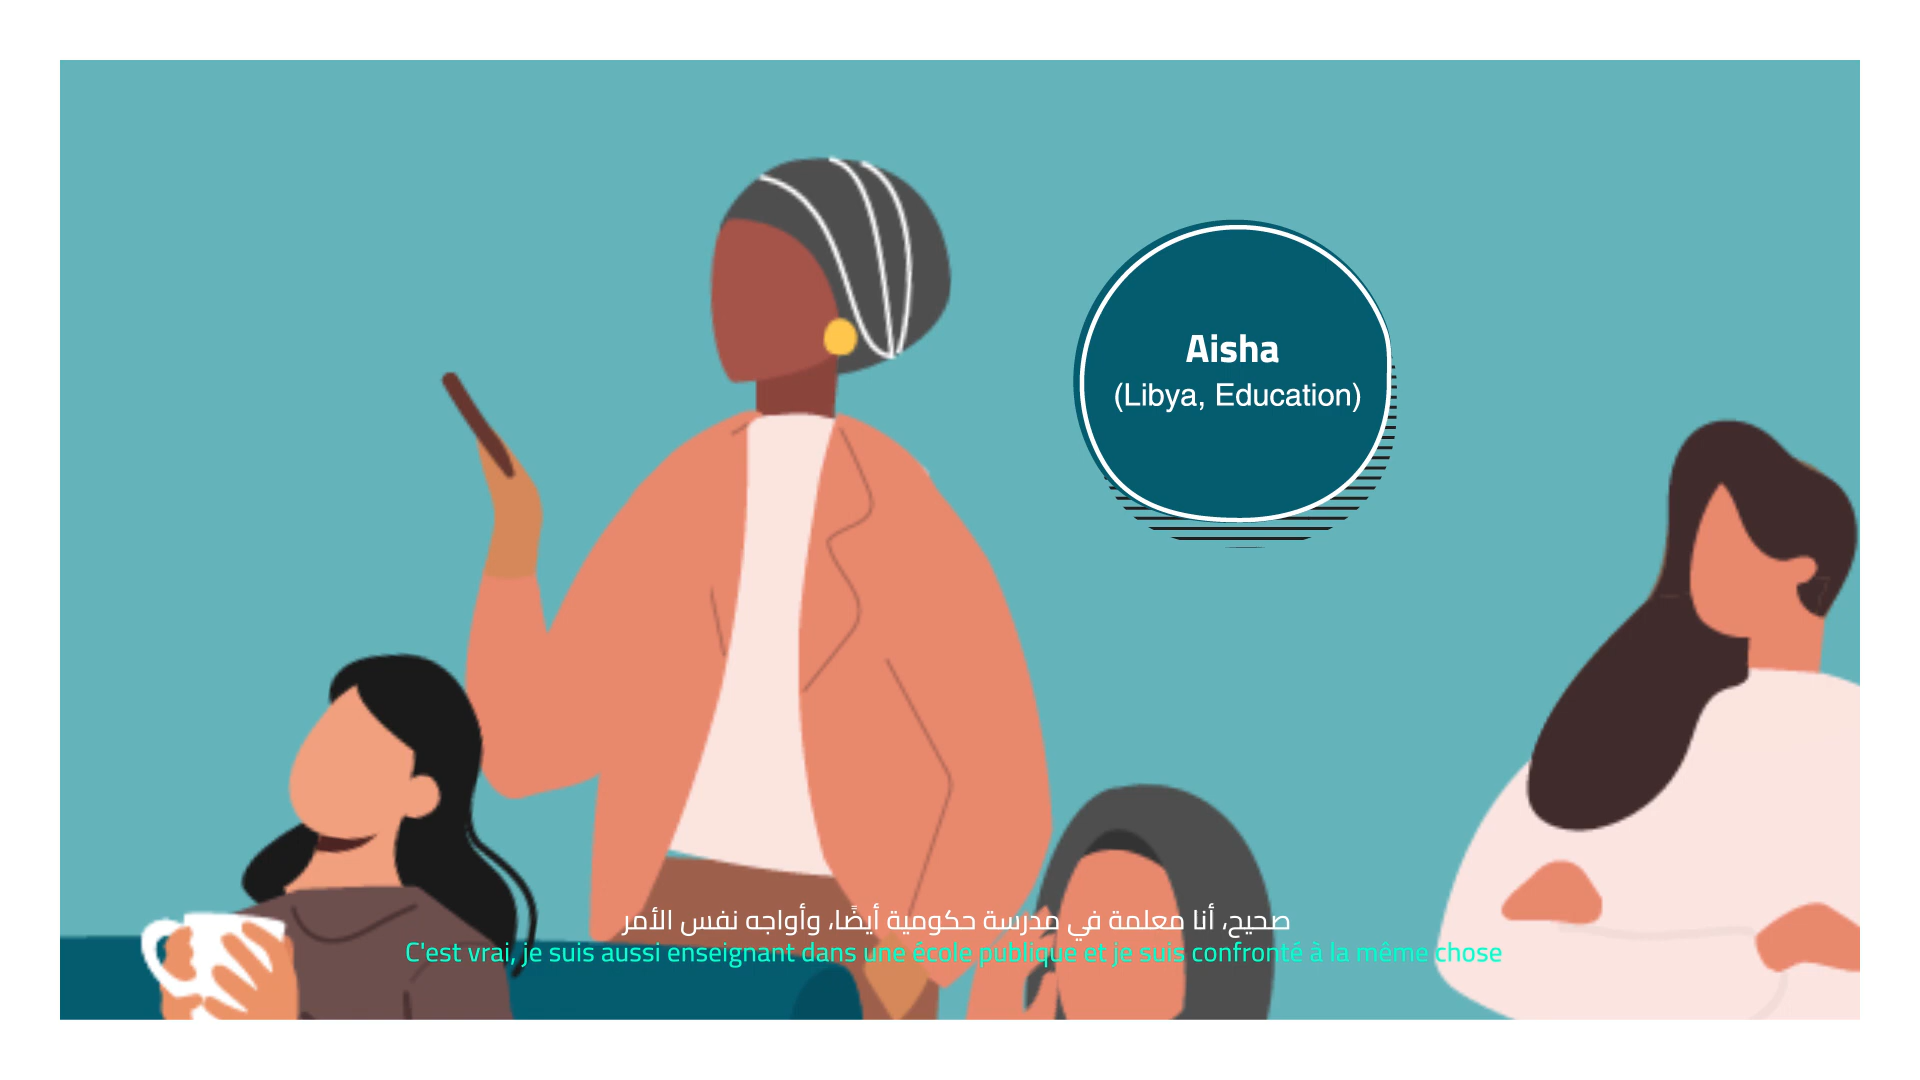 Aisha
(Libya, Education)
صحيح، أنا معلمة في مدرسة حكومية أيضًا، وأواجه نفس الأمر
C'est vrai, je suis aussi enseignant dans une école publique et je suis confronté à la même chose